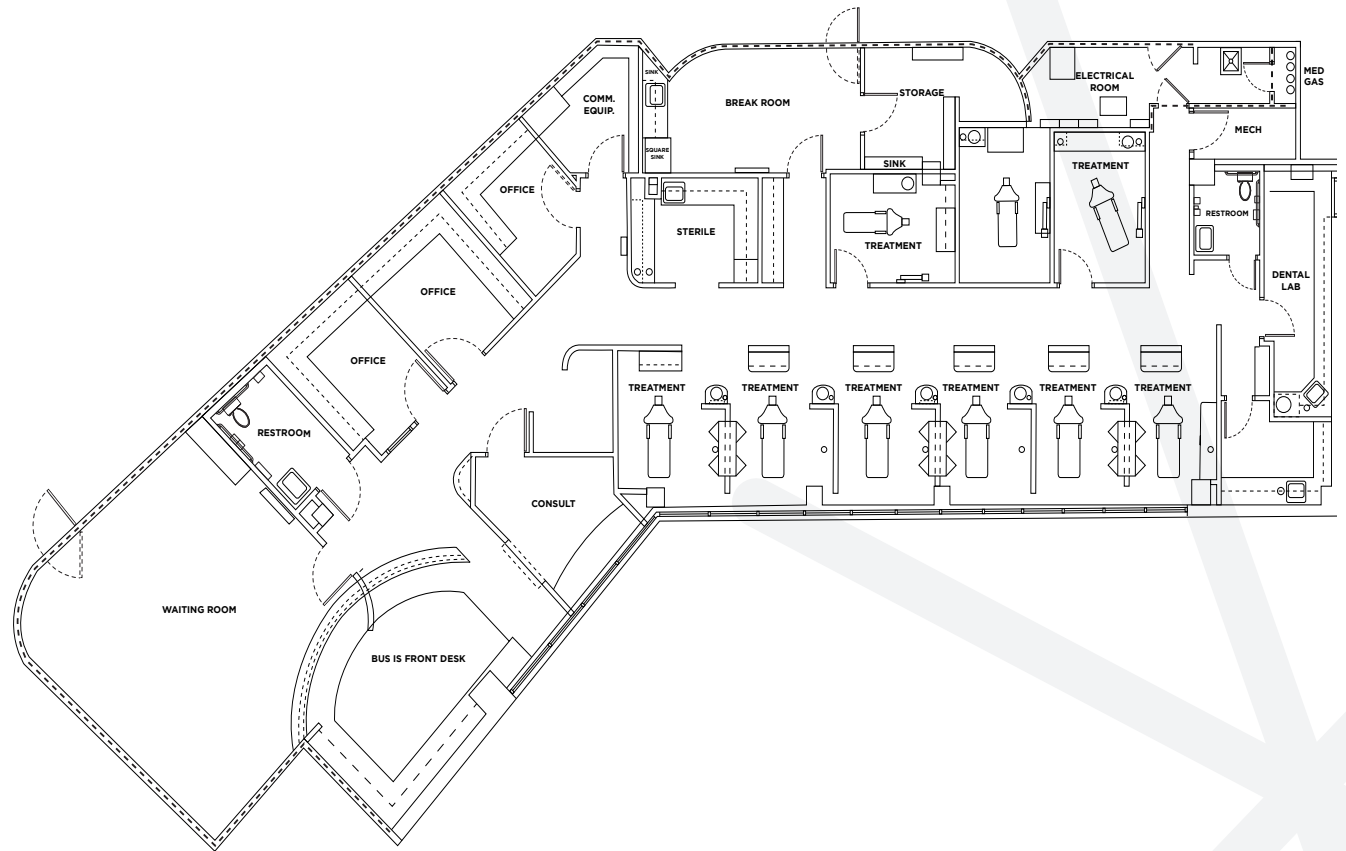 SINK
COMM.
EQUIP.
BREAK ROOM
STORAGE
ELECTRICAL
ROOM
MED
GAS
MECH
SQUARE
SINK
SINK
OFFICE
TREATMENT
RESTROOM
STERILE
TREATMENT
DENTAL
LAB
OFFICE
OFFICE
TREATMENT
TREATMENT
TREATMENT
TREATMENT
TREATMENT
TREATMENT
RESTROOM
CONSULT
WAITING ROOM
BUS IS FRONT DESK